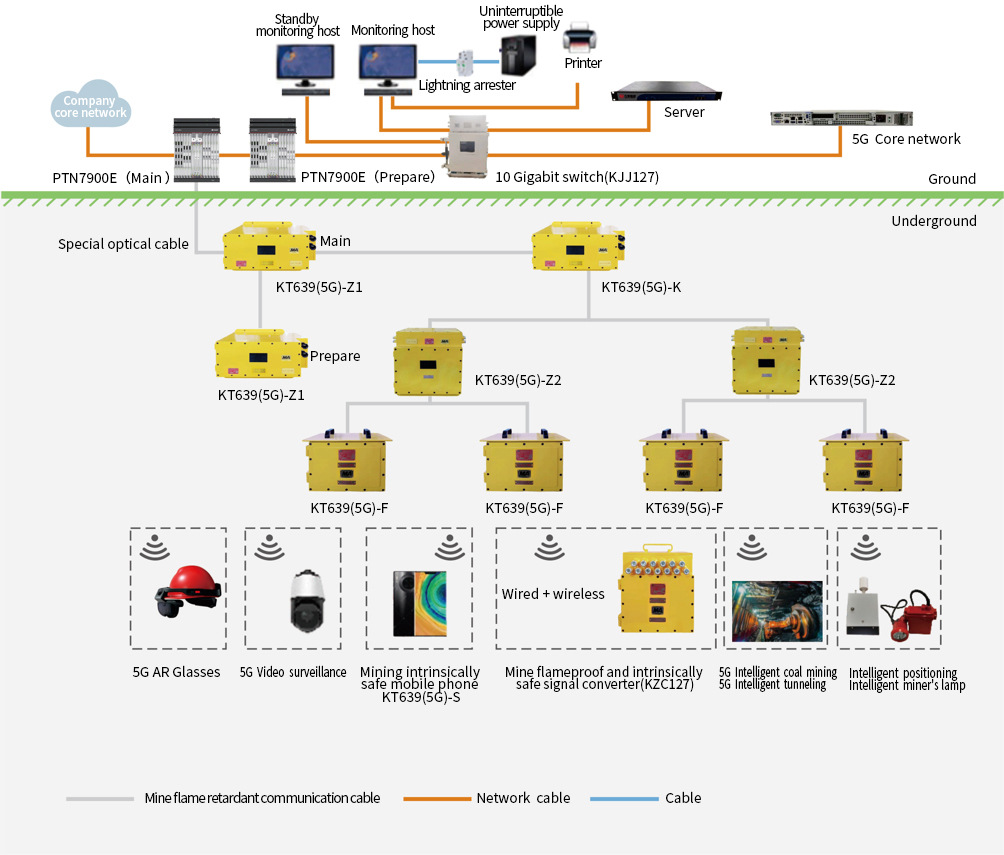 Standby
monitoring host
Monitoring host
Uninterruptible
power supply
Printer
Lightning arrester
Company
core network
Server
5G Core network
PTN7900E（Main）
PTN7900E（Prepare）
10 Gigabit switch(KJJ127)
Ground
Underground
Special optical cable
Main
KT639(5G)-Z1
KT639(5G)-K
Prepare
KT639(5G)-Z1
KT639(5G)-Z2
KT639(5G)-Z2
KT639(5G)-F
KT639(5G)-F
KT639(5G)-F
KT639(5G)-F
Wired + wireless
5G AR Glasses
5G Video surveillance
Mining intrinsically
safe mobile phone
KT639(5G)-S
Mine flameproof and intrinsically
safe signal converter(KZC127)
5G Intelligent coal mining
5G Intelligent tunneling
Intelligent positioning
Intelligent miner's lamp
Mine flame retardant communication cable
Network cable
Cable